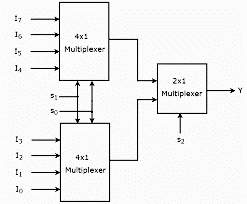 I₇
I₆
I₅
I₄
4x1
Multiplexer
s₁
s₀
I₃
I₂
I₁
I₀
4x1
Multiplexer
2x1
Multiplexer
Y
s₂